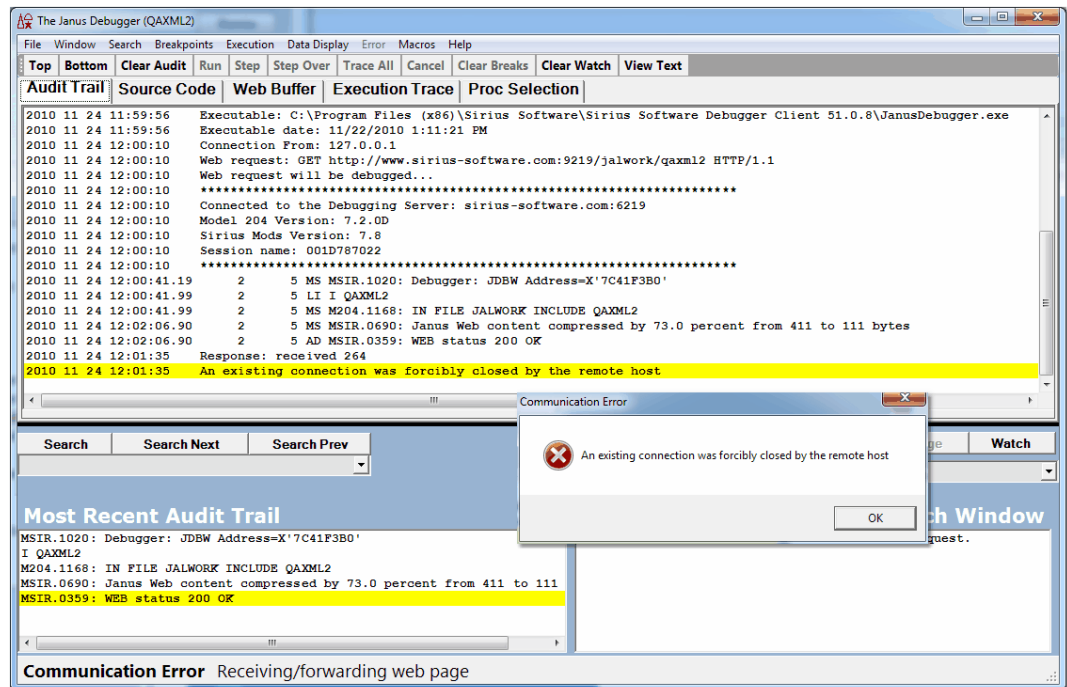 The Janus Debugger (QAXML2)
File Window Search Breakpoints Execution Data Display Error Macros Help
Top Bottom Clear Audit Run Step Step Over Trace All Cancel Clear Breaks Clear Watch View Text
Audit Trail Source Code Web Buffer Execution Trace Proc Selection
2010 11 24 11:59:56 Executable: C:\Program Files (x86)\Sirius Software\Sirius Software Debugger Client 51.0.8\JanusDebugger.exe
2010 11 24 11:59:56 Executable date: 11/22/2010 1:11:21 PM
2010 11 24 12:00:10 Connection From: 127.0.0.1
2010 11 24 12:00:10 Web request: GET http://www.sirius-software.com:9219/jalwork/qaxml2 HTTP/1.1
2010 11 24 12:00:10 Web request will be debugged...
2010 11 24 12:00:10 ************************************************************************
2010 11 24 12:00:10 Connected to the Debugging Server: sirius-software.com:6219
2010 11 24 12:00:10 Model 204 Version: 7.2.0D
2010 11 24 12:00:10 Sirius Mods Version: 7.8
2010 11 24 12:00:10 Session name: 001D787022
2010 11 24 12:00:10 ************************************************************************
2010 11 24 12:00:41.19 2 5 MS MSIR.1020: Debugger: JDBW Address=X'7C41F3B0'
2010 11 24 12:00:41.99 2 5 LI I QAXML2
2010 11 24 12:00:41.99 2 5 MS M204.1168: IN FILE JALWORK INCLUDE QAXML2
2010 11 24 12:02:06.90 2 5 MS MSIR.0690: Janus Web content compressed by 73.0 percent from 411 to 111 bytes
2010 11 24 12:02:06.90 2 5 AD MSIR.0359: WEB status 200 OK
2010 11 24 12:01:35 Response: received 264
2010 11 24 12:01:35 An existing connection was forcibly closed by the remote host
Communication Error
An existing connection was forcibly closed by the remote host
OK
Search Search Next Search Prev
ge Watch
Most Recent Audit Trail
ch Window
MSIR.1020: Debugger: JDBW Address=X'7C41F3B0'
I QAXML2
M204.1168: IN FILE JALWORK INCLUDE QAXML2
MSIR.0690: Janus Web content compressed by 73.0 percent from 411 to 111
MSIR.0359: WEB status 200 OK
quest.
Communication Error Receiving/forwarding web page